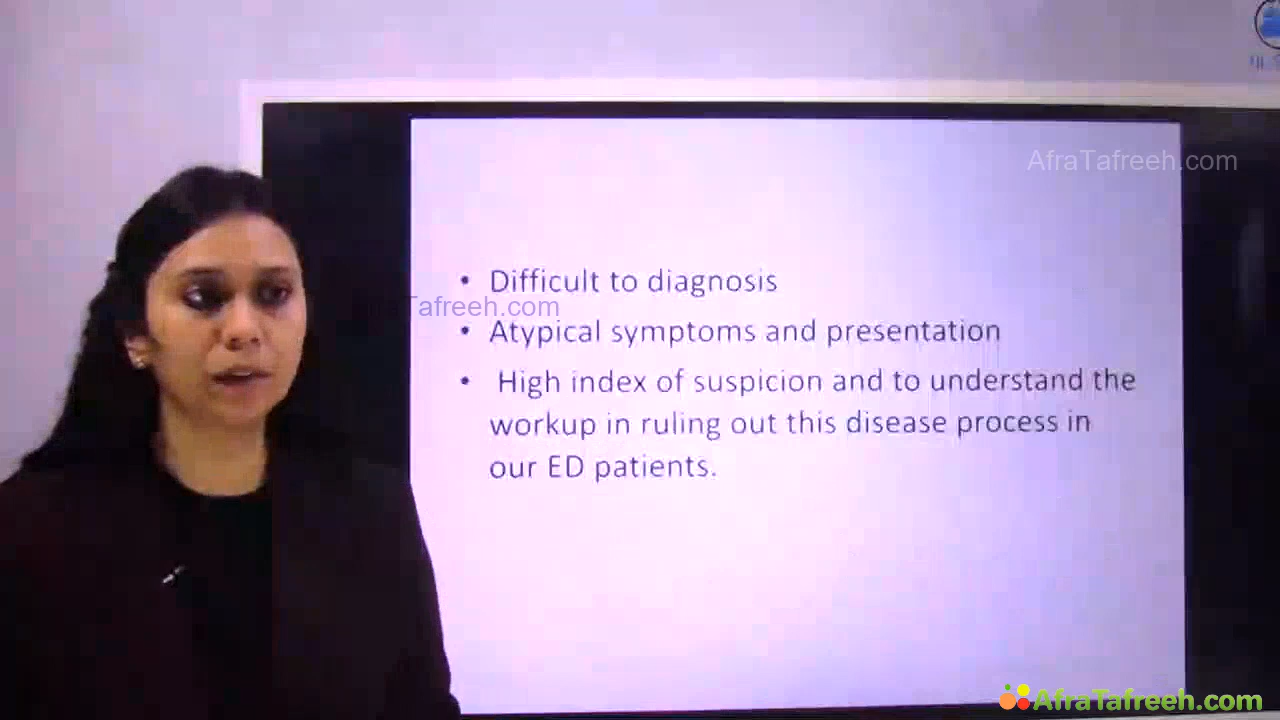 AfraTafreeh.com
• Difficult to diagnosis
AfraTafreeh.com
• Atypical symptoms and presentation
• High index of suspicion and to understand the
workup in ruling out this disease process in
our ED patients.
AfraTafreeh.com